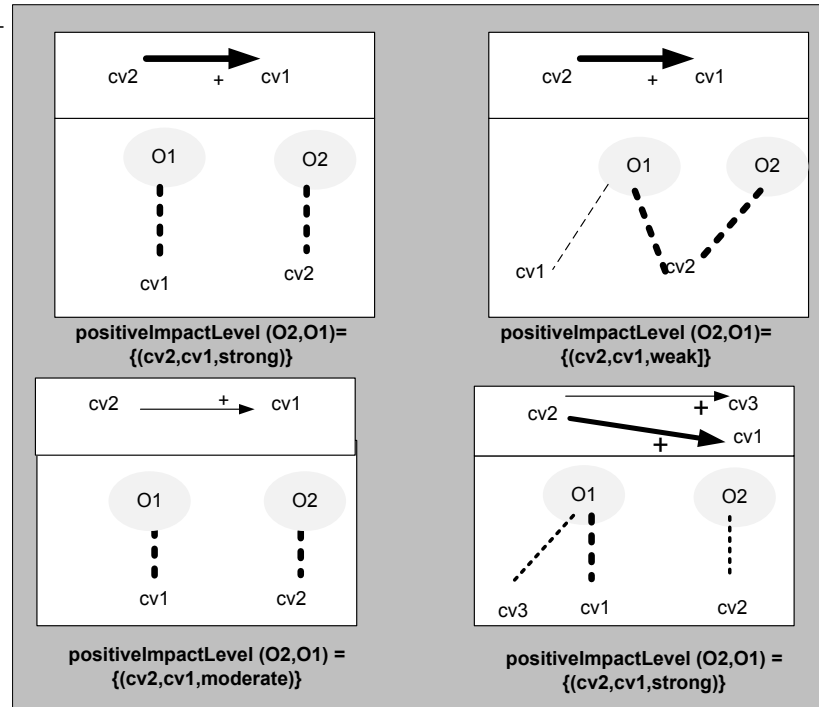 cv2 + cv1
O1 O2
cv1 cv2
positiveImpactLevel (O2,O1)=
{(cv2,cv1,strong)}
cv2 + cv1
O1 O2
cv1 cv2
positiveImpactLevel (O2,O1)=
{(cv2,cv1,weak]}
cv2 + cv1
O1 O2
cv1 cv2
positiveImpactLevel (O2,O1) =
{(cv2,cv1,moderate)}
cv2 + cv3
+ cv1
O1 O2
cv3 cv1 cv2
positiveImpactLevel (O2,O1) =
{(cv2,cv1,strong)}